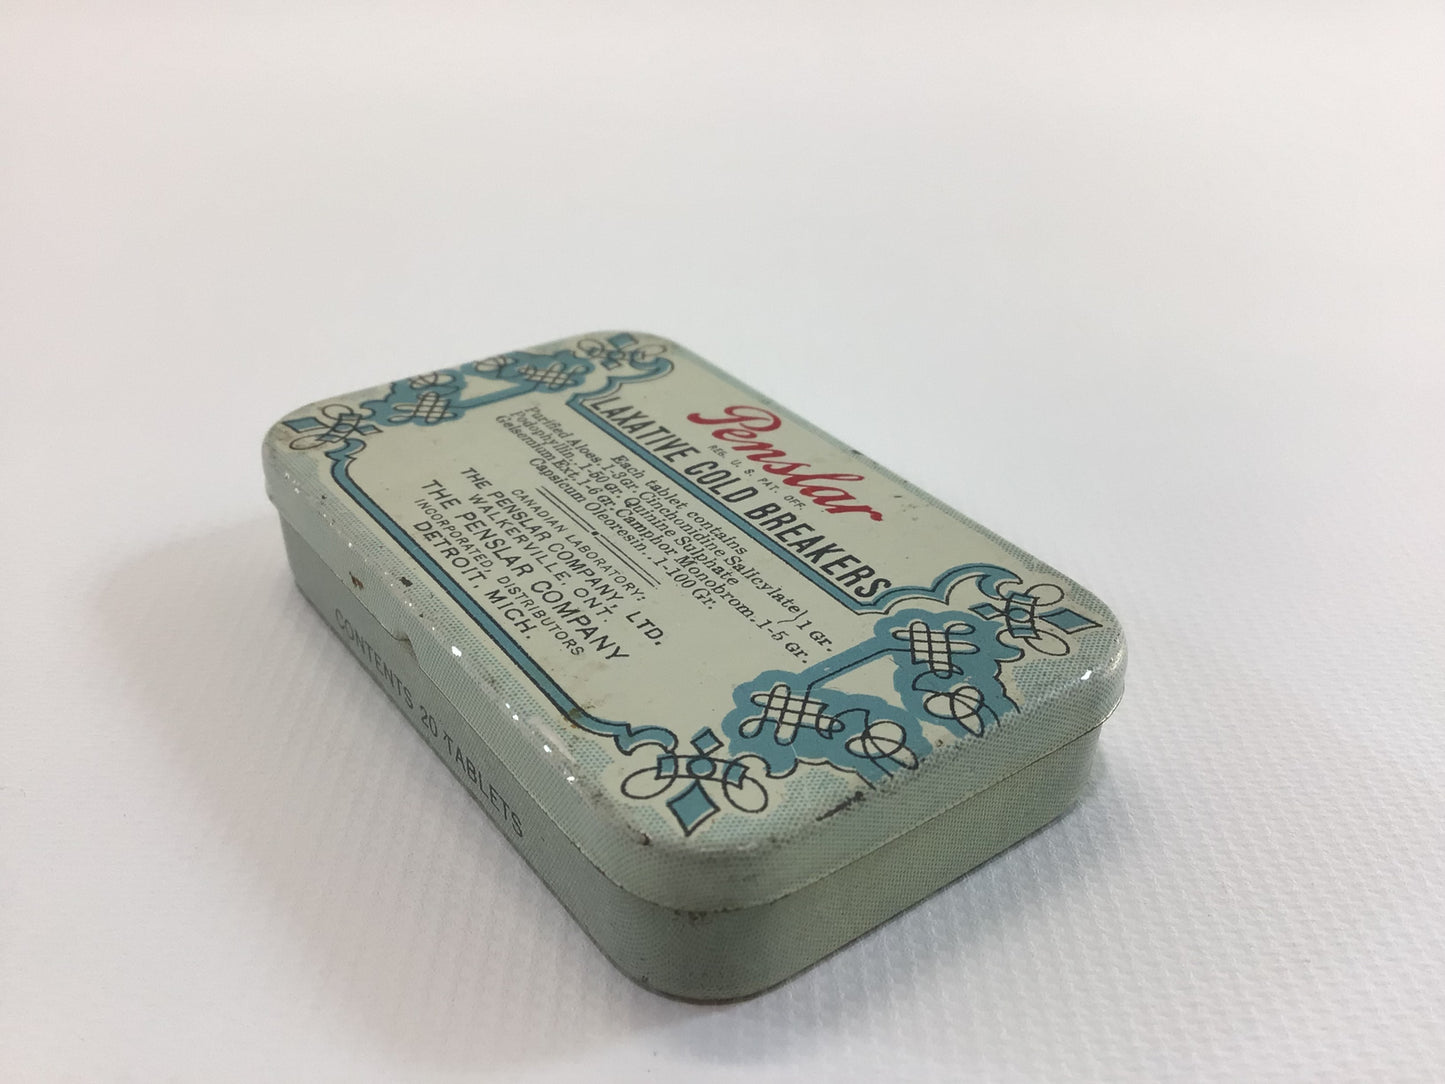 Penslar
REG. U. S. PAT. OFF.
LAXATIVE COLD BREAKERS
Each tablet contains
Purified Aloes. 1-3 gr. Cinchonidine Salicylate } 1 Gr.
Podophyllin. 1-50 gr. Quinine Sulphate
Gelsemium Ext. 1-6 gr. Camphor Monobrom. 1-5 Gr.
Capsicum Oleoresin.. 1-100 Gr.
CANADIAN LABORATORY:
THE PENSLAR COMPANY, LTD.
WALKERVILLE, ONT.
THE PENSLAR COMPANY
INCORPORATED, DISTRIBUTORS
DETROIT, MICH.
CONTENTS 20 TABLETS